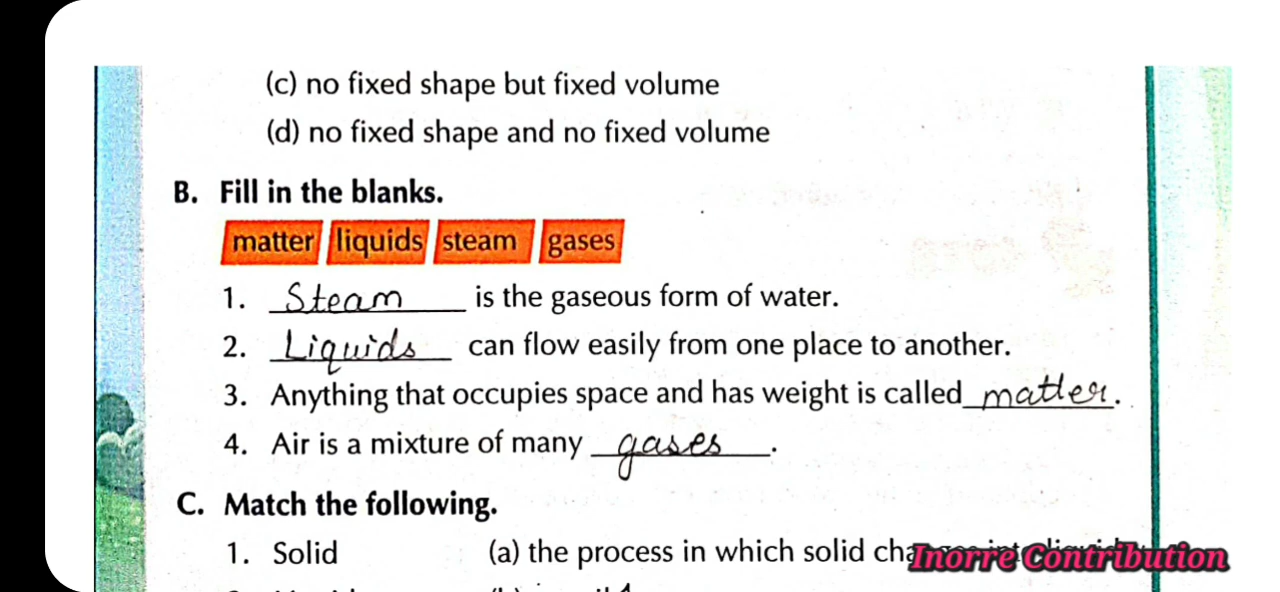 (c) no fixed shape but fixed volume
(d) no fixed shape and no fixed volume
B. Fill in the blanks.
matter liquids steam gases
1. Steam is the gaseous form of water.
2. Liquids can flow easily from one place to another.
3. Anything that occupies space and has weight is called matter.
4. Air is a mixture of many gases.
C. Match the following.
1. Solid (a) the process in which solid
Inorre Contribution